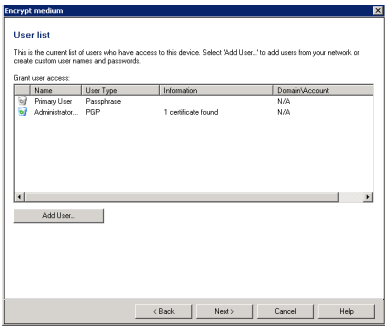 Encrypt medium
User list
This is the current list of users who have access to this device. Select 'Add User...' to add users from your network or
create custom user names and passwords.
Grant user access:
Name User Type Information Domain\Account
Primary User Passphrase N/A
Administrator... PGP 1 certificate found N/A
Add User...
< Back Next > Cancel Help